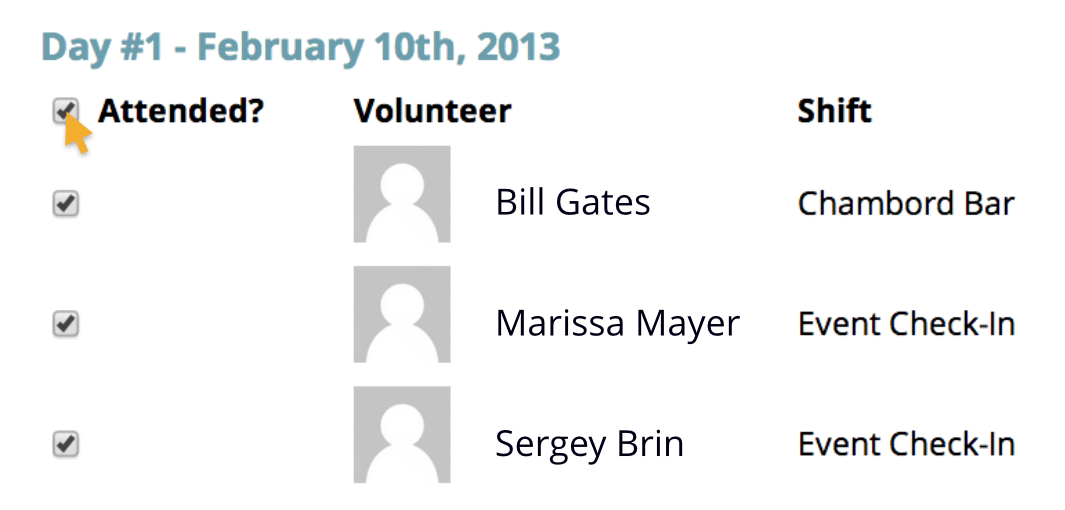 Day #1 - February 10th, 2013
Attended? Volunteer Shift
Bill Gates Chambord Bar
Marissa Mayer Event Check-In
Sergey Brin Event Check-In